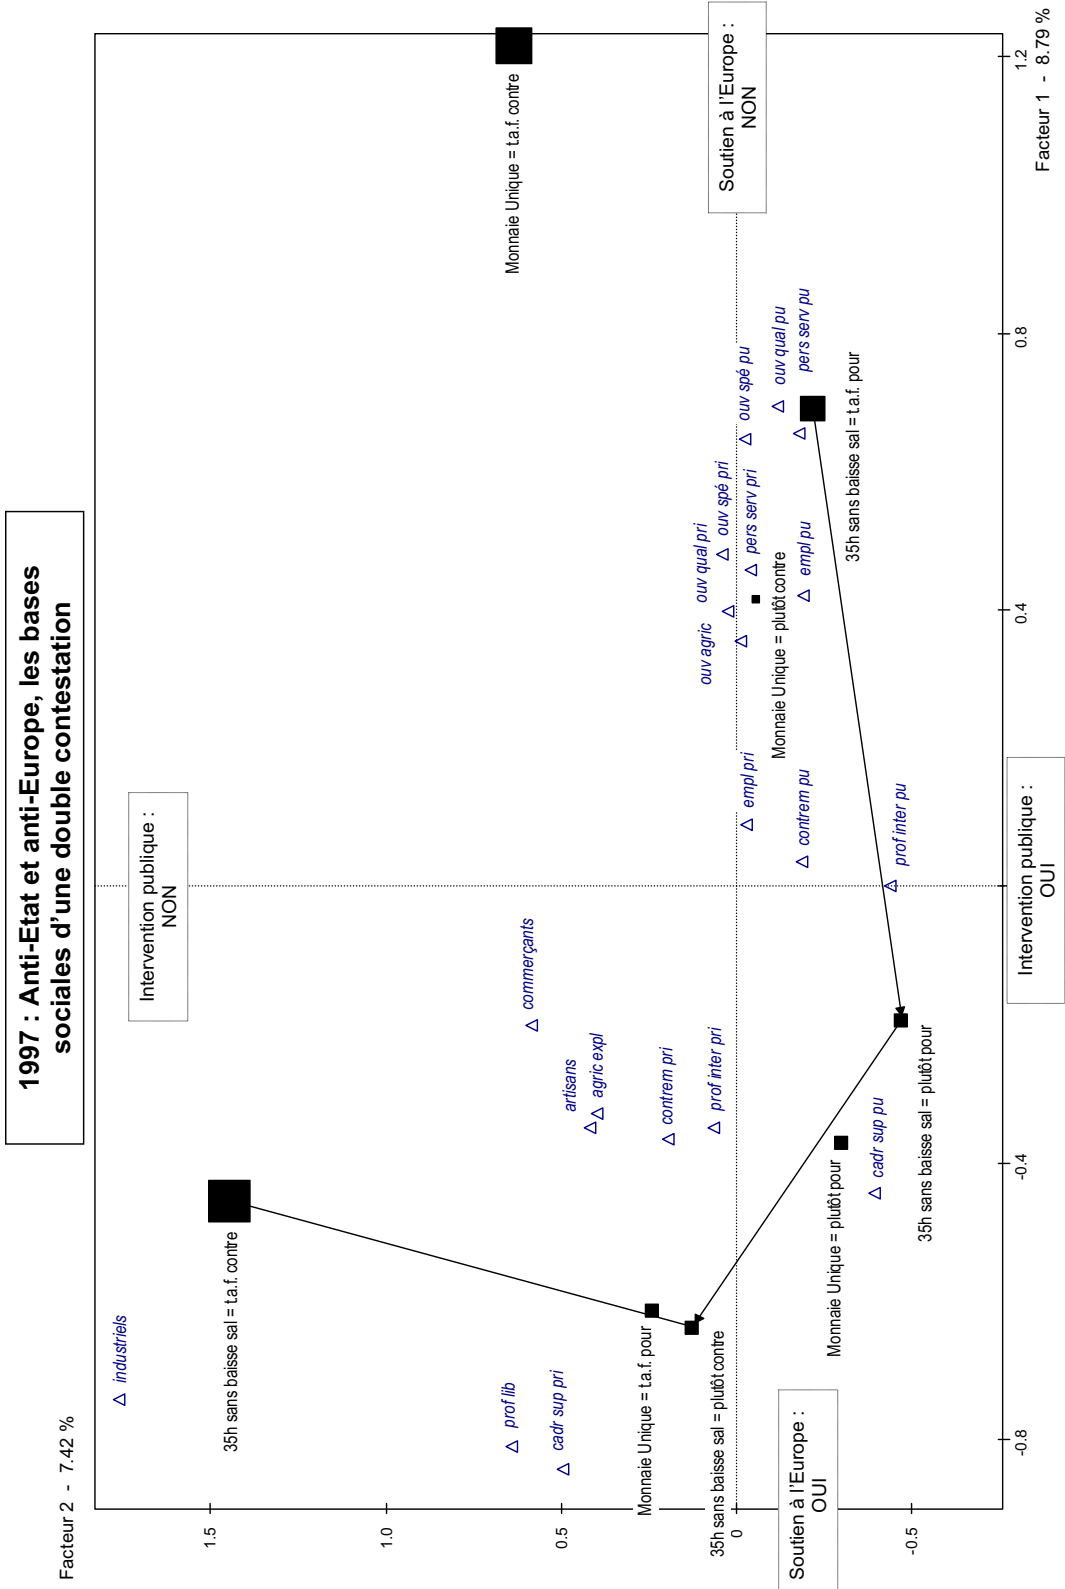 1997 : Anti-Etat et anti-Europe, les bases
sociales d'une double contestation
Facteur 2 - 7.42 %
Intervention publique :
NON
industriels
35h sans baisse sal = t.a.f. contre
1.5
1.0
0.5
0
-0.5
prof lib
cadr sup pri
commerçants
artisans
agric expl
contrem pri
prof inter pri
Monnaie Unique = t.a.f. contre
Monnaie Unique = t.a.f. pour
35h sans baisse sal = plutôt contre
Soutien à l'Europe :
OUI
Soutien à l'Europe :
NON
ouv agric
ouv qual pri
ouv spé pri
ouv spé pu
empl pri
pers serv pri
ouv qual pu
pers serv pu
Monnaie Unique = plutôt contre
contrem pu
empl pu
35h sans baisse sal = t.a.f. pour
Monnaie Unique = plutôt pour
cadr sup pu
prof inter pu
35h sans baisse sal = plutôt pour
-0.8
-0.4
0.4
0.8
1.2
Intervention publique :
OUI
Facteur 1 - 8.79 %